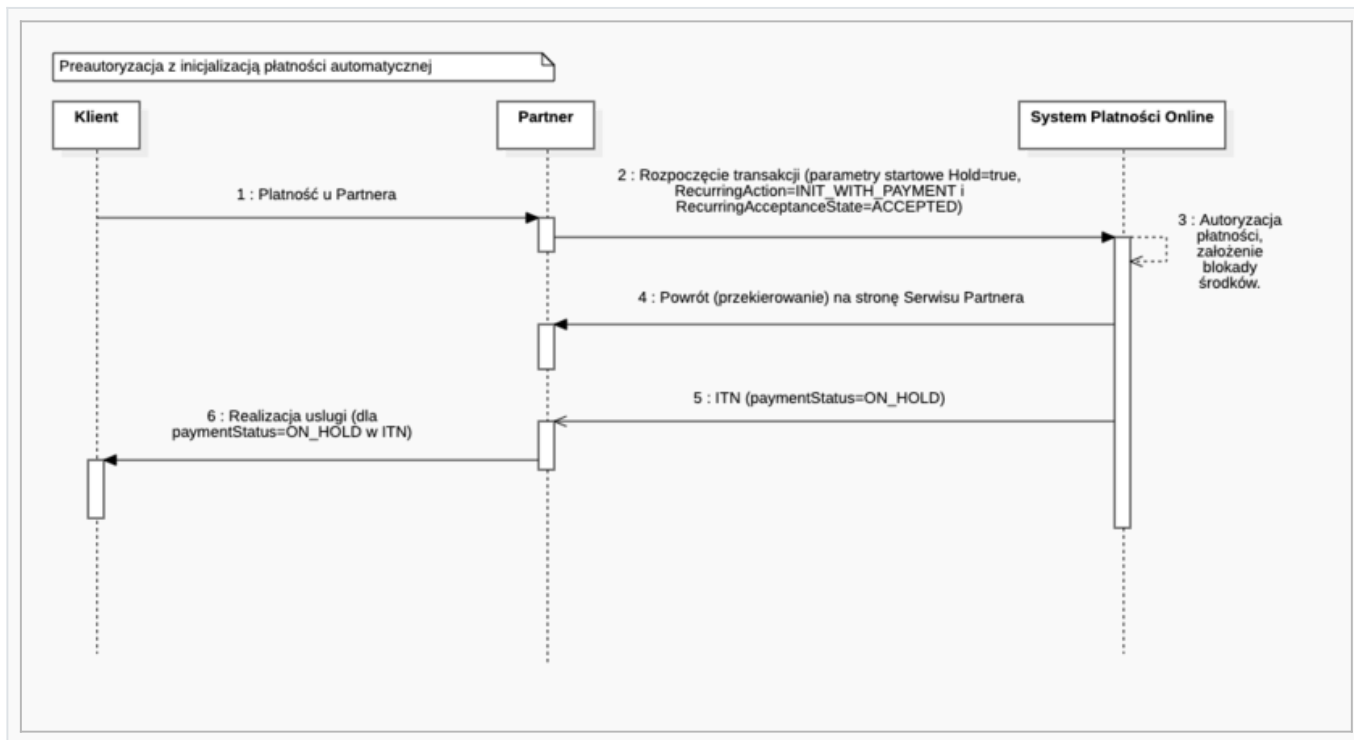 Preautoryzacja z inicjalizacją płatności automatycznej
Klient
Partner
System Płatności Online
1 : Płatność u Partnera
2 : Rozpoczęcie transakcji (parametry startowe Hold=true,
RecurringAction=INIT_WITH_PAYMENT i
RecurringAcceptanceState=ACCEPTED)
3 : Autoryzacja
płatności,
założenie
blokady
środków.
4 : Powrót (przekierowanie) na stronę Serwisu Partnera
5 : ITN (paymentStatus=ON_HOLD)
6 : Realizacja uslugi (dla
paymentStatus=ON_HOLD w ITN)